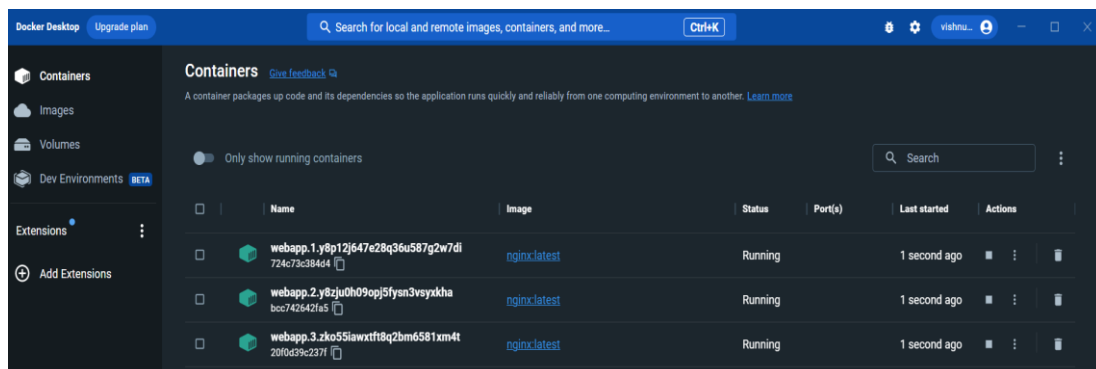 Docker Desktop Upgrade plan Search for local and remote images, containers, and more... Ctrl+K vishnu...
Containers
Images
Volumes
Dev Environments BETA
Extensions
Add Extensions
Containers Give feedback
A container packages up code and its dependencies so the application runs quickly and reliably from one computing environment to another. Learn more
Only show running containers Search
Name Image Status Port(s) Last started Actions
webapp.1.y8p12j647e28q36u587g2w7di
724c73c384d4
nginx:latest Running 1 second ago
webapp.2.y8zju0h09opj5fysn3vsyxkha
bcc742642fa5
nginx:latest Running 1 second ago
webapp.3.zko55iawxtft8q2bm6581xm4t
20f0d39c237f
nginx:latest Running 1 second ago